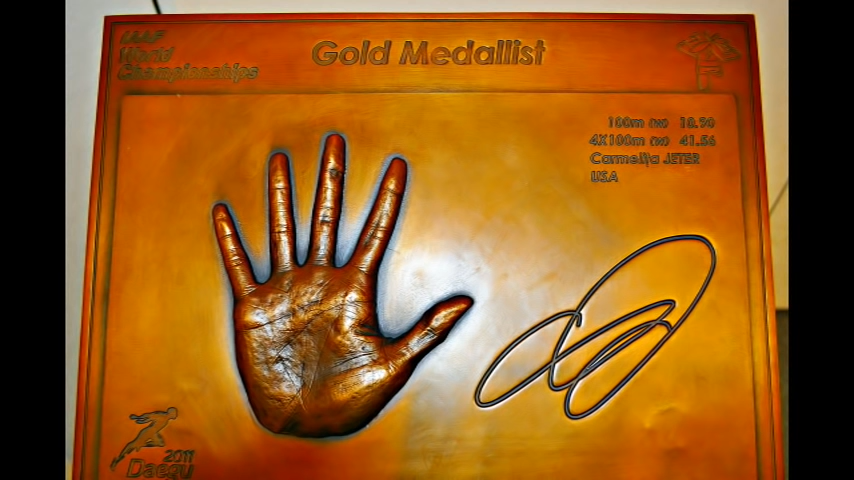 IAAF
World
Championships
Gold Medallist
100m (W) 10.90
4X100m (W) 41.56
Carmelita JETER
USA
2011
Daegu